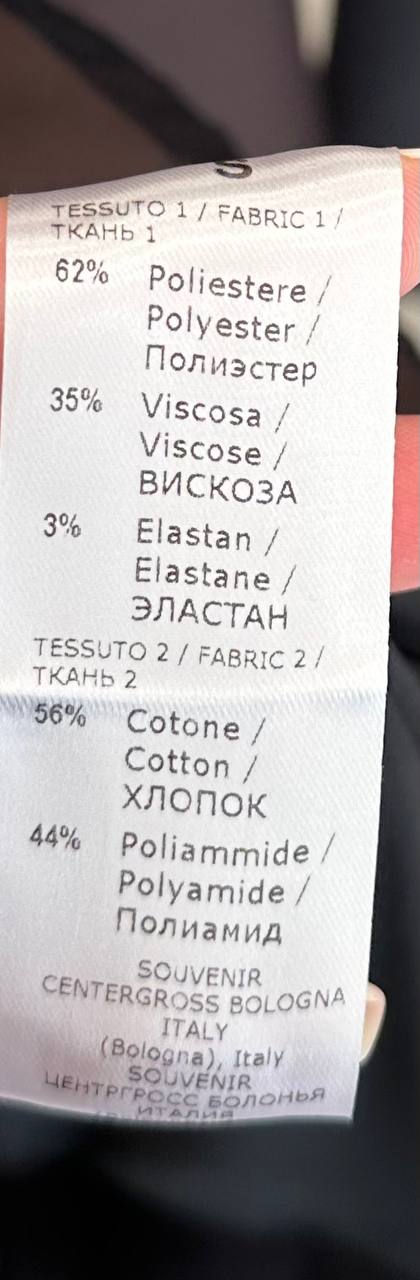 S
TESSUTO 1 / FABRIC 1 /
ТКАНЬ 1
62% Poliestere /
Polyester /
Полиэстер
35% Viscosa /
Viscose /
ВИСКОЗА
3% Elastan /
Elastane /
ЭЛАСТАН
TESSUTO 2 / FABRIC 2 /
ТКАНЬ 2
56% Cotone /
Cotton /
ХЛОПОК
44% Poliammide /
Polyamide /
Полиамид
SOUVENIR
CENTERGROSS BOLOGNA
ITALY
(Bologna), Italy
SOUVENIR
ЦЕНТРГРОСС БОЛОНЬЯ
ИТАЛИЯ